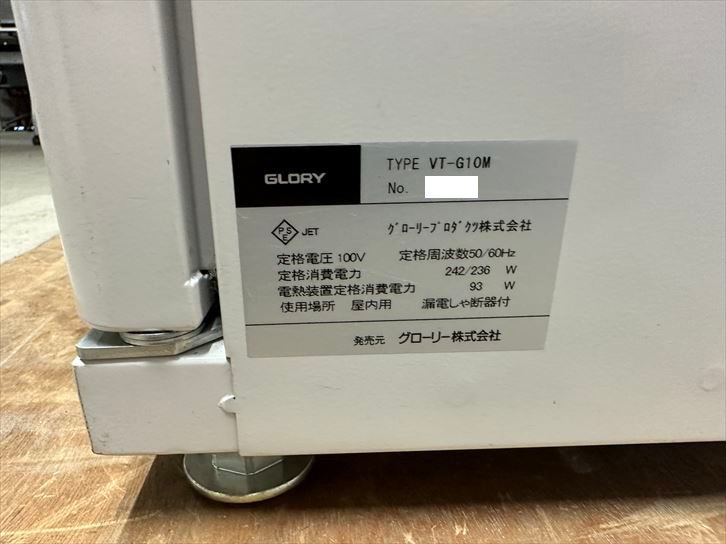 GLORY
TYPE VT-G10M
No.
PSE JET
グローリープロダクツ株式会社
定格電圧 100V 定格周波数50/60Hz
定格消費電力 242/236 W
電熱装置定格消費電力 93 W
使用場所 屋内用 漏電しゃ断器付
発売元 グローリー株式会社